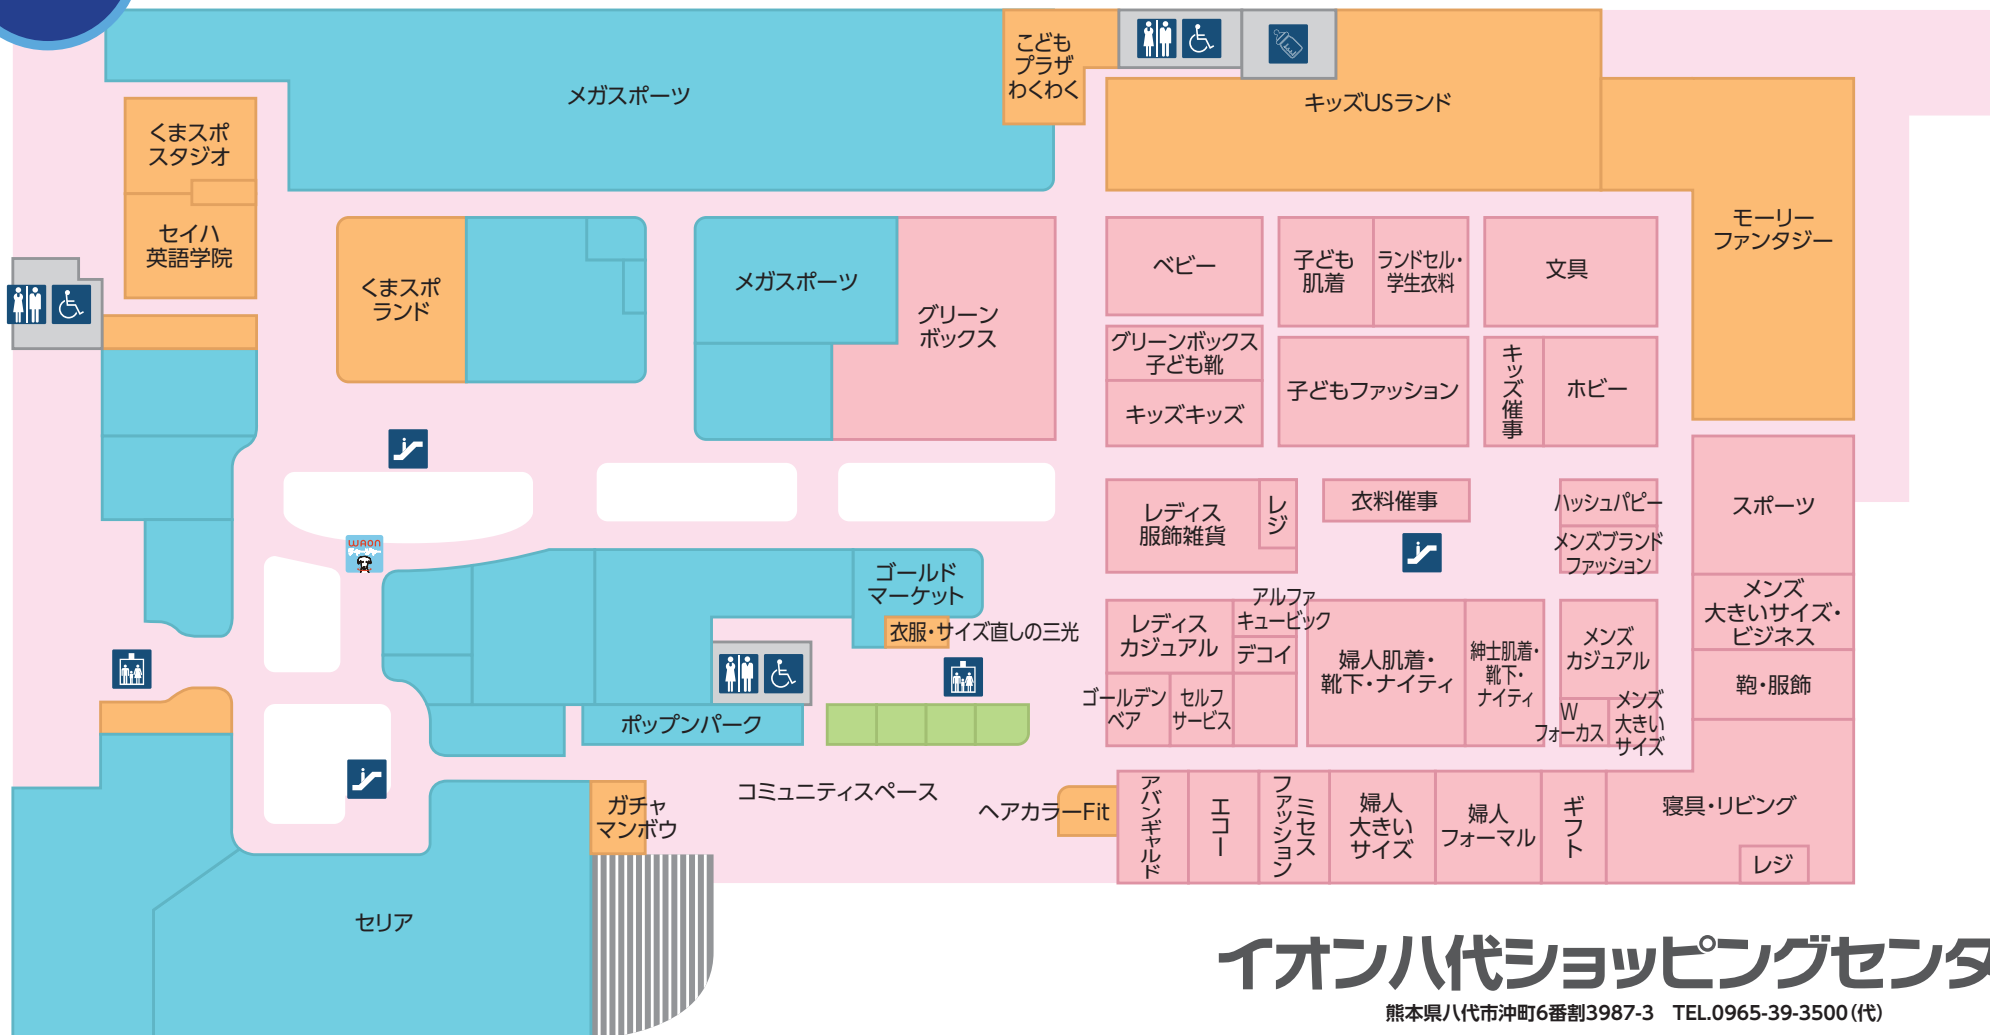 メガスポーツ
こども
プラザ
わくわく
キッズUSランド
モーリー
ファンタジー
くまスポ
スタジオ
セイハ
英語学院
くまスポ
ランド
メガスポーツ
グリーン
ボックス
ベビー
子ども
肌着
ランドセル・
学生衣料
文具
グリーンボックス
子ども靴
キッズキッズ
子どもファッション
キッズ催事
ホビー
レディス
服飾雑貨
レジ
衣料催事
ハッシュパピー
メンズブランド
ファッション
スポーツ
WAON
チャージャー
ゴールド
マーケット
衣服・サイズ直しの三光
レディス
カジュアル
アルファ
キュービック
デコイ
ゴールデン
ベア
セルフ
サービス
婦人肌着・
靴下・ナイティ
紳士肌着・
靴下・
ナイティ
メンズ
カジュアル
W
フォーカス
メンズ
大きい
サイズ
メンズ
大きいサイズ・
ビジネス
鞄・服飾
ポップンパーク
コミュニティスペース
ガチャ
マンボウ
ヘアカラーFit
アバンギャルド
エコー
ミセス
ファッション
婦人
大きい
サイズ
婦人
フォーマル
ギフト
寝具・リビング
レジ
セリア
イオン八代ショッピングセンタ
熊本県八代市沖町6番割3987-3 TEL.0965-39-3500(代)